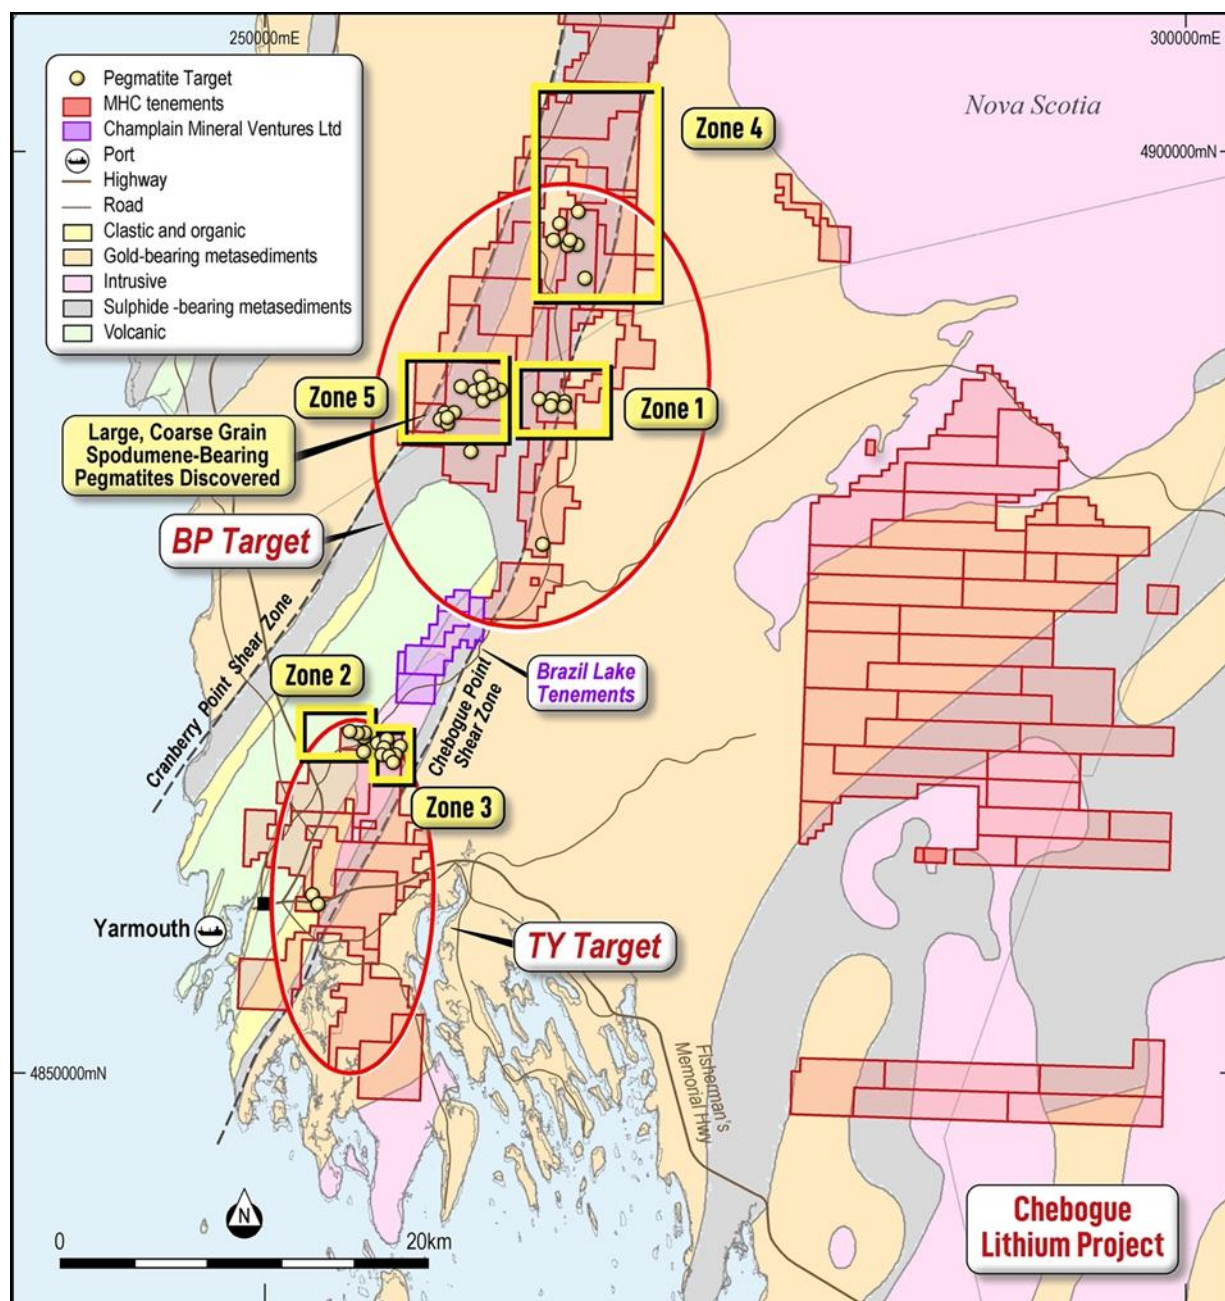 250000mE
300000mE
Pegmatite Target
MHC tenements
Champlain Mineral Ventures Ltd
Port
Highway
Road
Clastic and organic
Gold-bearing metasediments
Intrusive
Sulphide -bearing metasediments
Volcanic
Nova Scotia
Zone 4
4900000mN
Zone 5
Zone 1
Large, Coarse Grain
Spodumene-Bearing
Pegmatites Discovered
BP Target
Cranberry Point Shear Zone
Zone 2
Brazil Lake
Tenements
Chebogue Point
Shear Zone
Zone 3
Yarmouth
TY Target
4850000mN
Fisherman's
Memorial Hwy
N
0
20km
Chebogue
Lithium Project